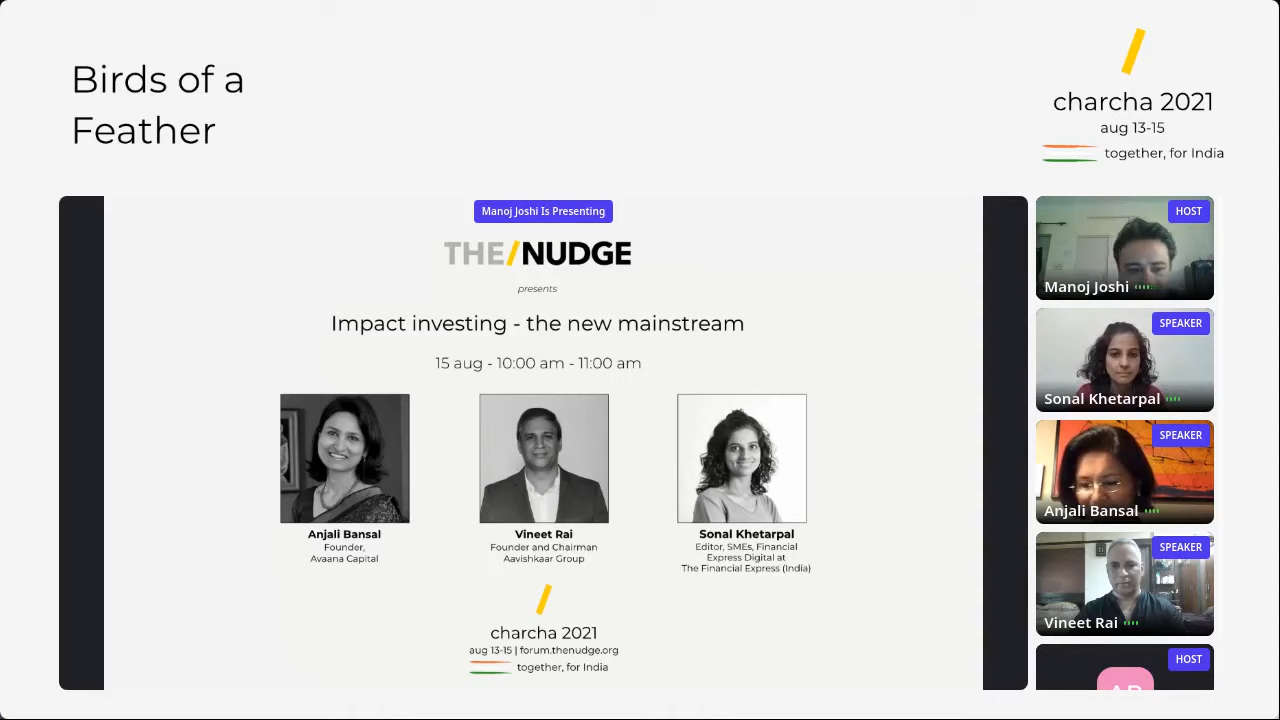 Birds of a
Feather
charcha 2021
aug 13-15
together, for India
Manoj Joshi Is Presenting
THE/NUDGE
presents
Impact investing - the new mainstream
15 aug - 10:00 am - 11:00 am
Anjali Bansal
Founder,
Avaana Capital
Vineet Rai
Founder and Chairman
Aavishkaar Group
Sonal Khetarpal
Editor, SMEs, Financial
Express Digital at
The Financial Express (India)
charcha 2021
aug 13-15 | forum.thenudge.org
together, for India
HOST
Manoj Joshi
SPEAKER
Sonal Khetarpal
SPEAKER
Anjali Bansal
SPEAKER
Vineet Rai
HOST